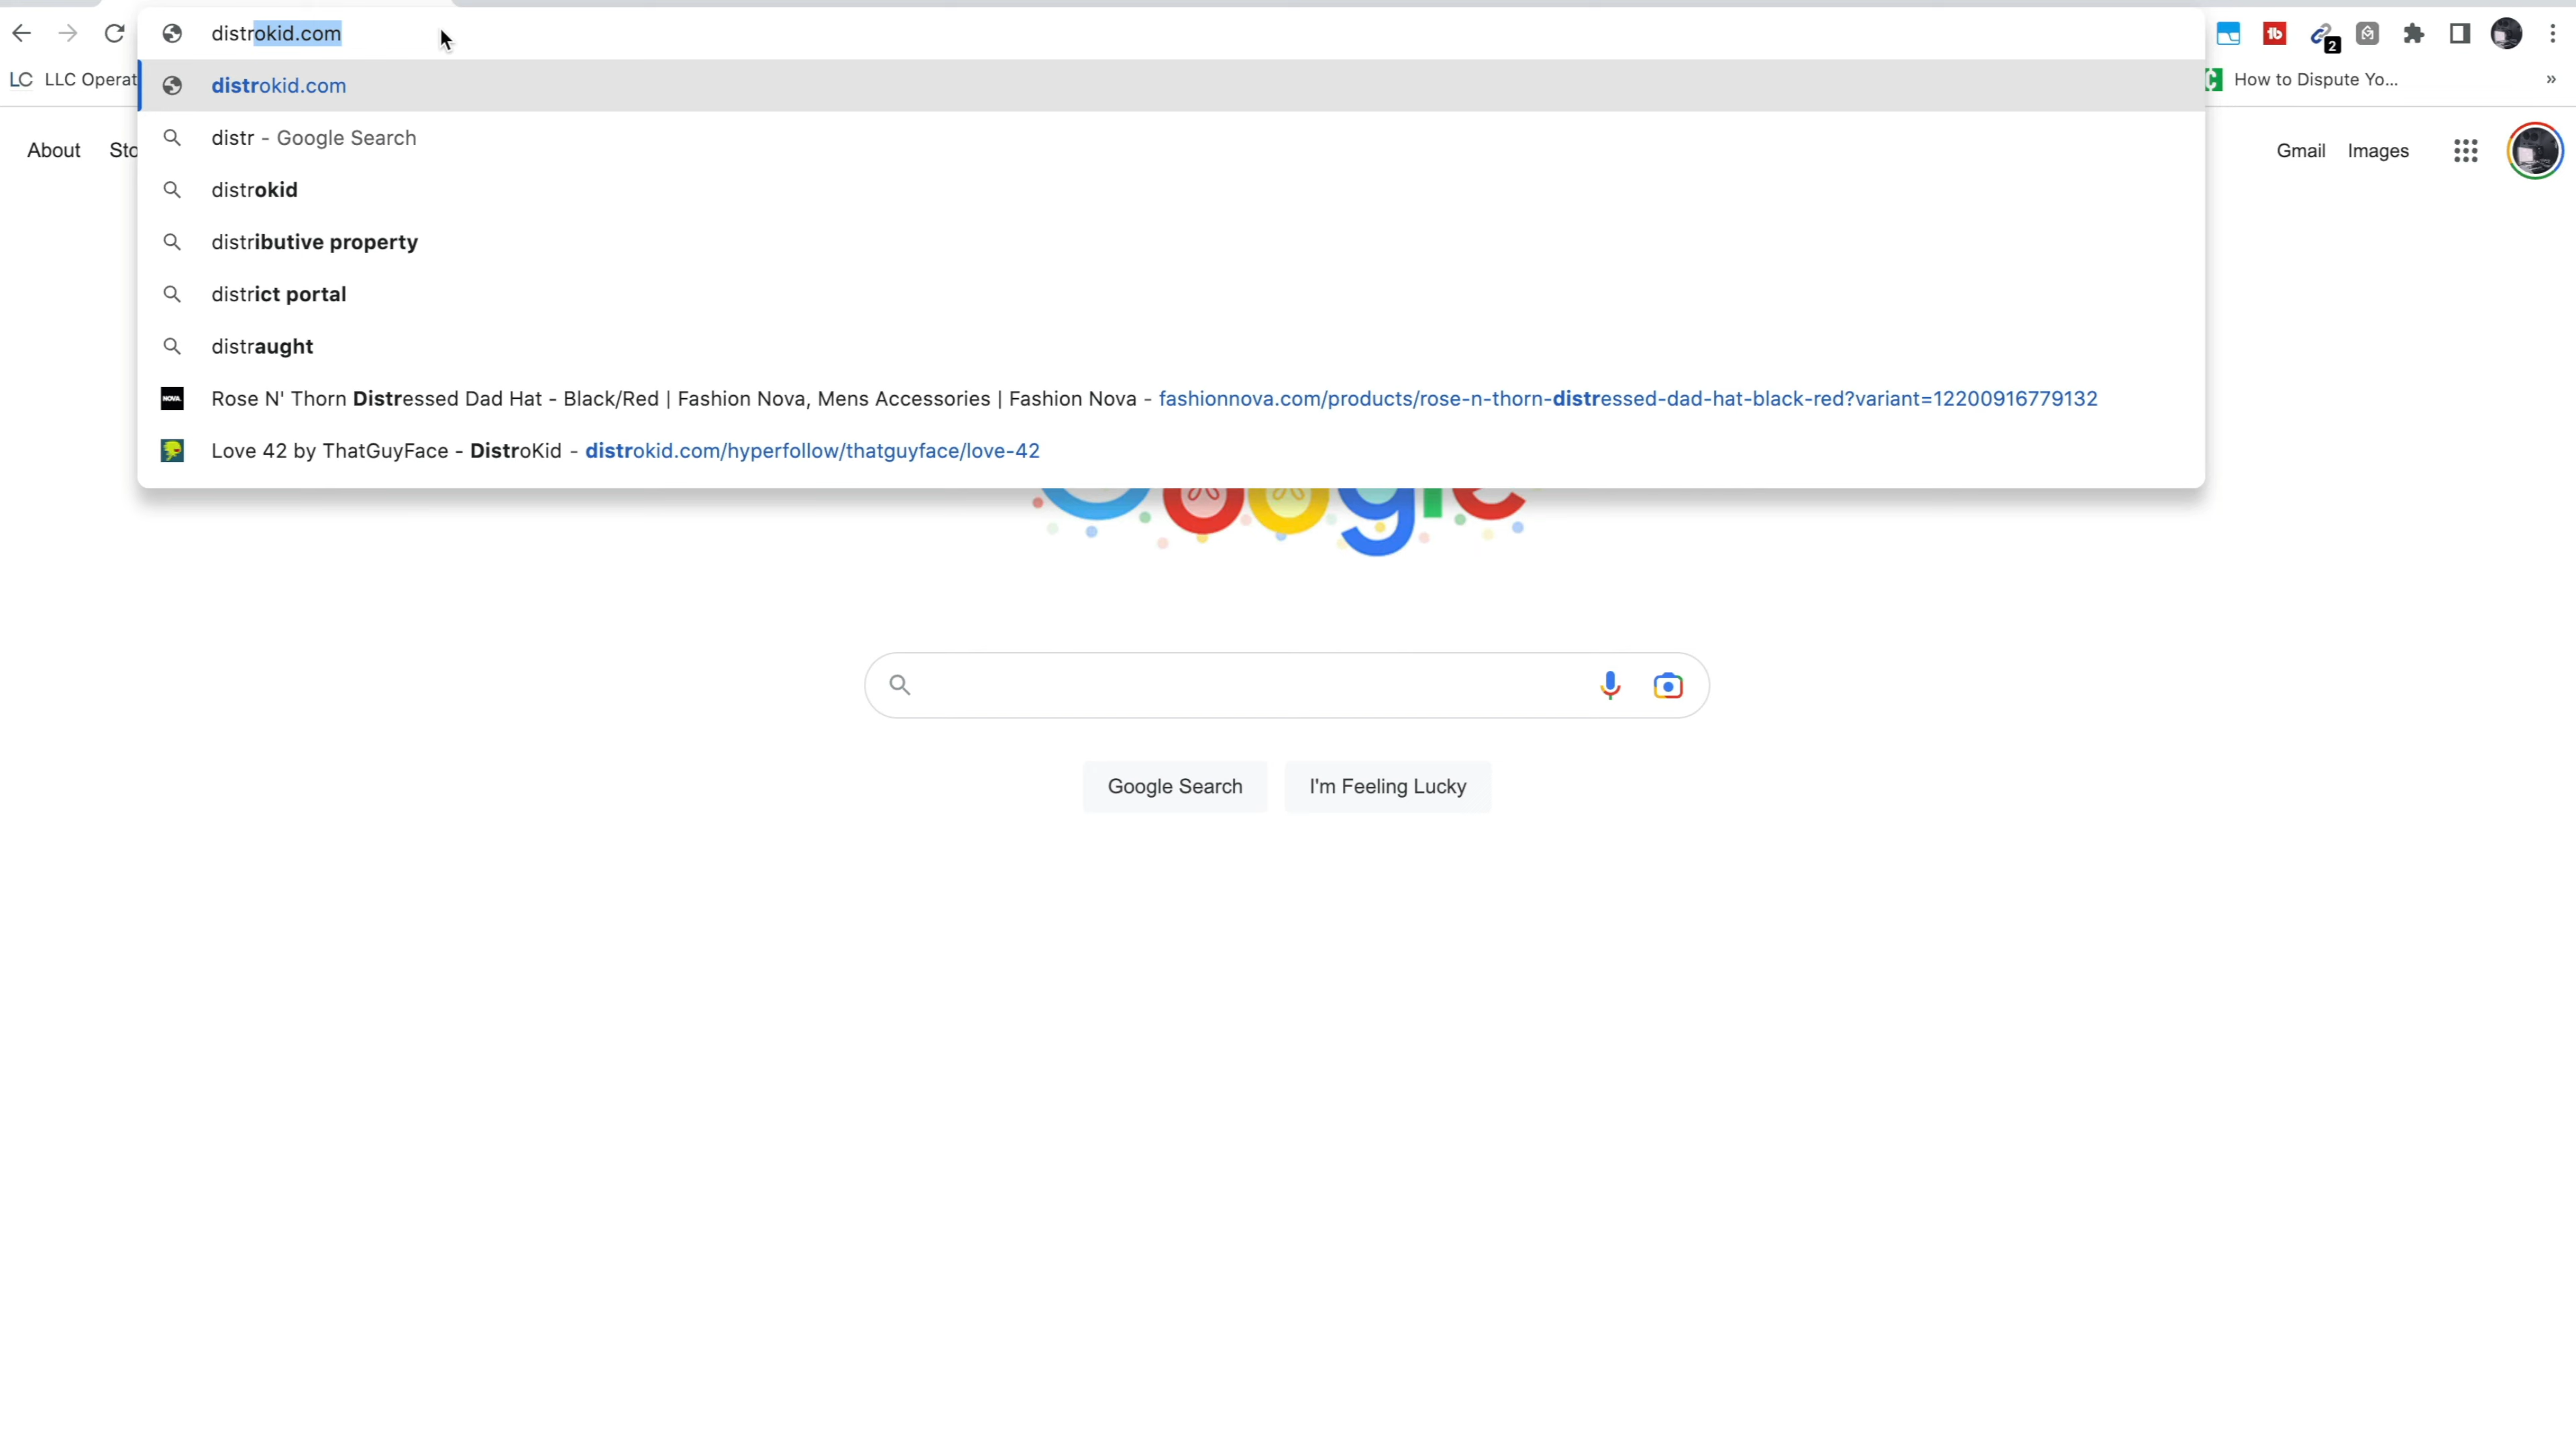 distrokid.com
2
LC LLC Operat
How to Dispute Yo...
»
distrokid.com
About Sto
Gmail Images
distr - Google Search
distrokid
distributive property
district portal
distraught
NOVA Rose N' Thorn Distressed Dad Hat - Black/Red | Fashion Nova, Mens Accessories | Fashion Nova - fashionnova.com/products/rose-n-thorn-distressed-dad-hat-black-red?variant=12200916779132
Love 42 by ThatGuyFace - DistroKid - distrokid.com/hyperfollow/thatguyface/love-42
Google
Google Search I'm Feeling Lucky